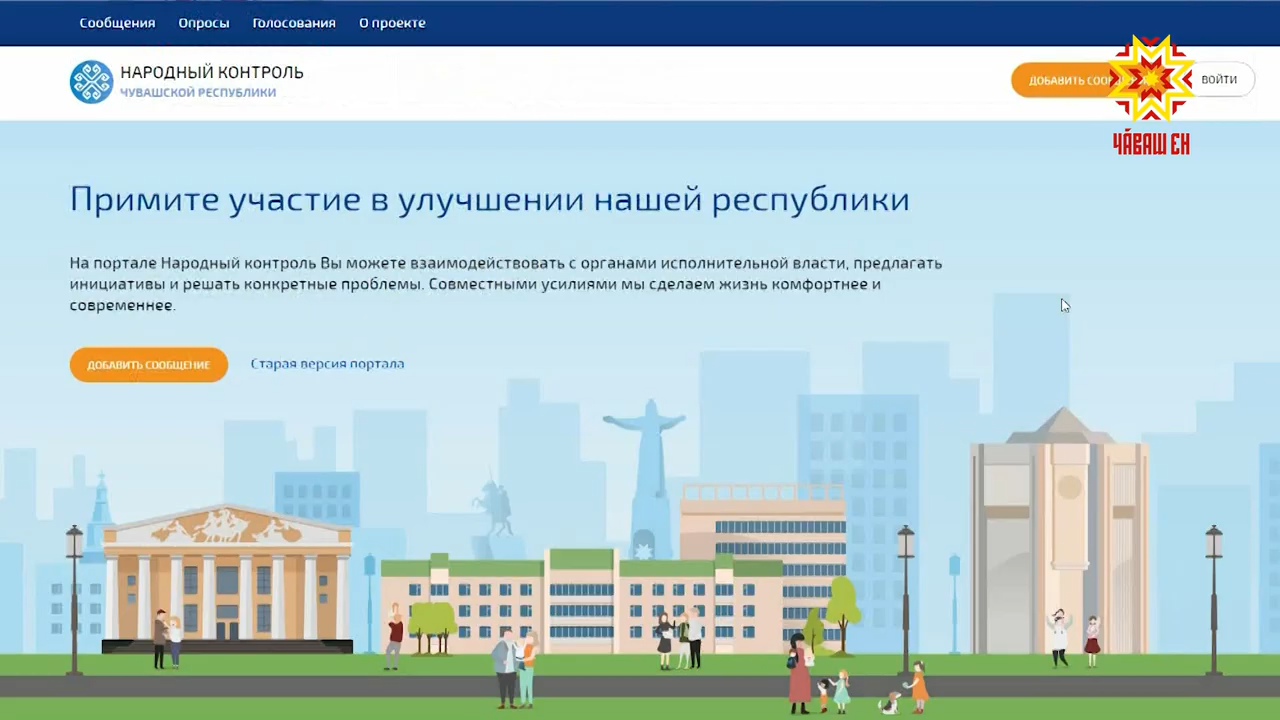 Сообщения Опросы Голосования О проекте
НАРОДНЫЙ КОНТРОЛЬ
ЧУВАШСКОЙ РЕСПУБЛИКИ
ДОБАВИТЬ ВОЙТИ
ЧӐВАШ ЕН
Примите участие в улучшении нашей республики
На портале Народный контроль Вы можете взаимодействовать с органами исполнительной власти, предлагать
инициативы и решать конкретные проблемы. Совместными усилиями мы сделаем жизнь комфортнее и
современнее.
ДОБАВИТЬ СООБЩЕНИЕ Старая версия портала